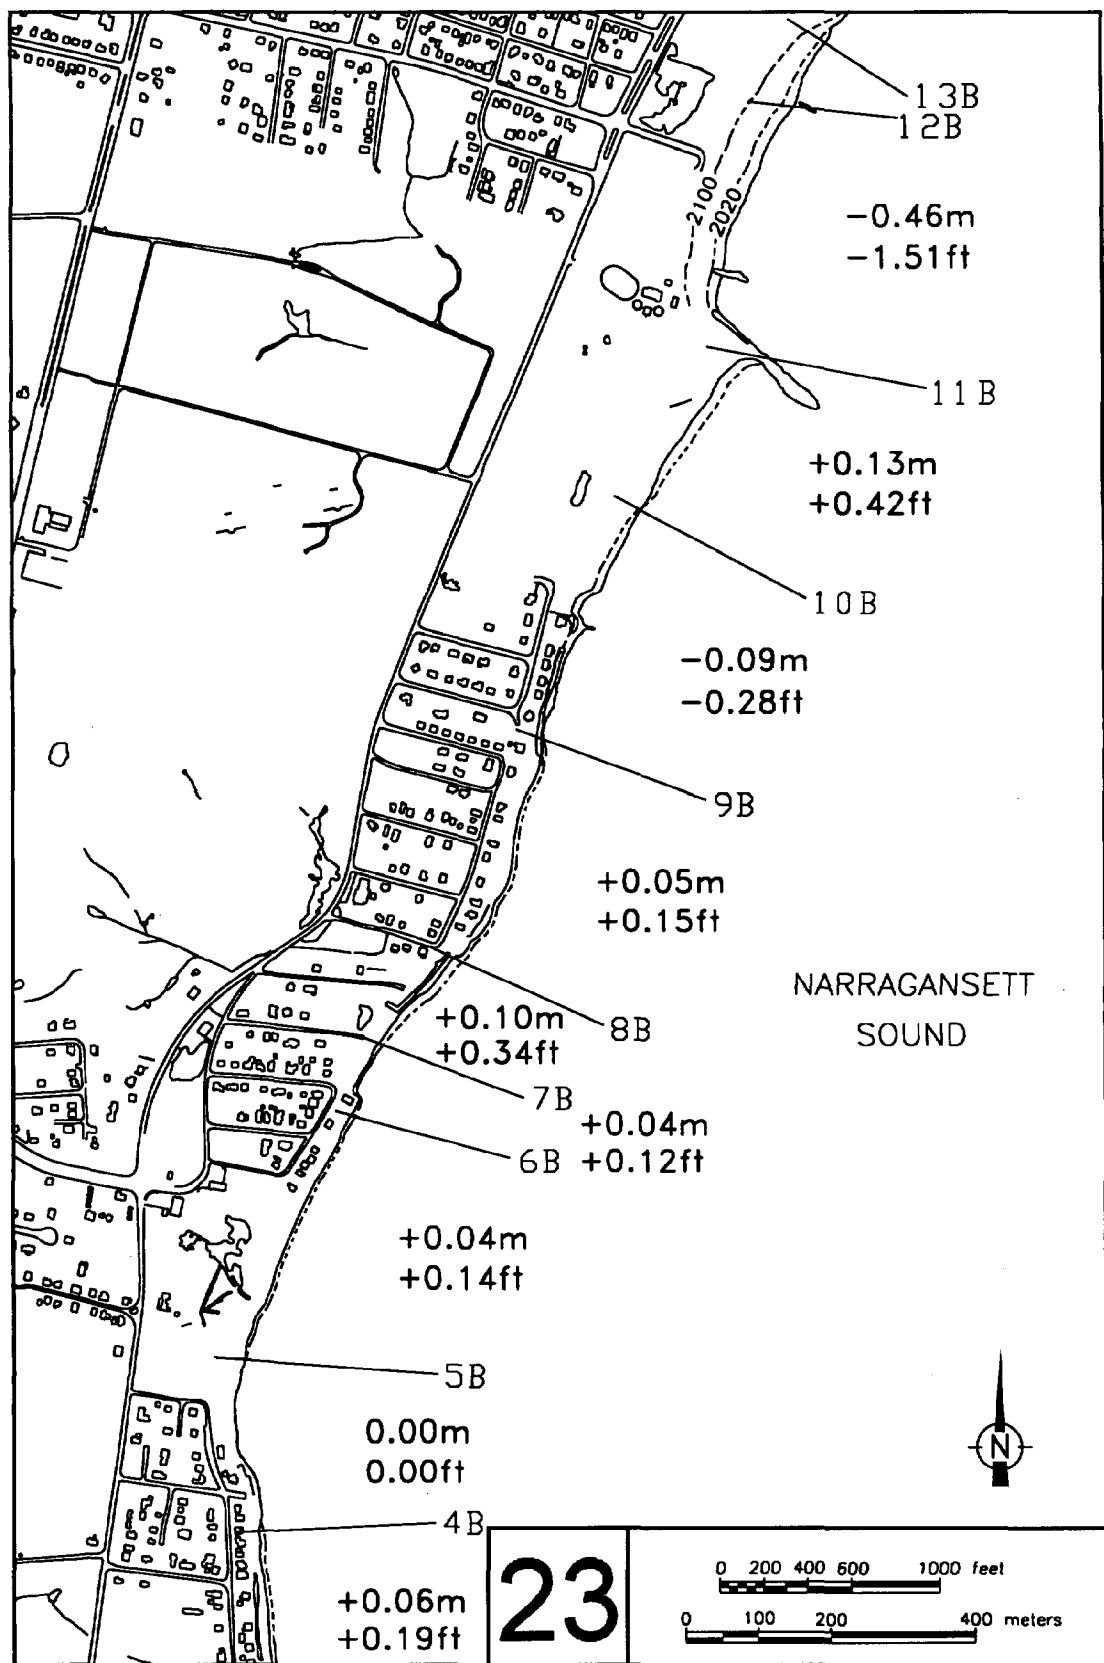 13B
12B
2100
2020
-0.46m
-1.51ft
11B
+0.13m
+0.42ft
10B
-0.09m
-0.28ft
9B
+0.05m
+0.15ft
NARRAGANSETT
SOUND
+0.10m
+0.34ft
8B
7B
+0.04m
+0.12ft
6B
+0.04m
+0.14ft
5B
0.00m
0.00ft
N
4B
+0.06m
+0.19ft
23
0 200 400 600 1000 feet
0 100 200 400 meters